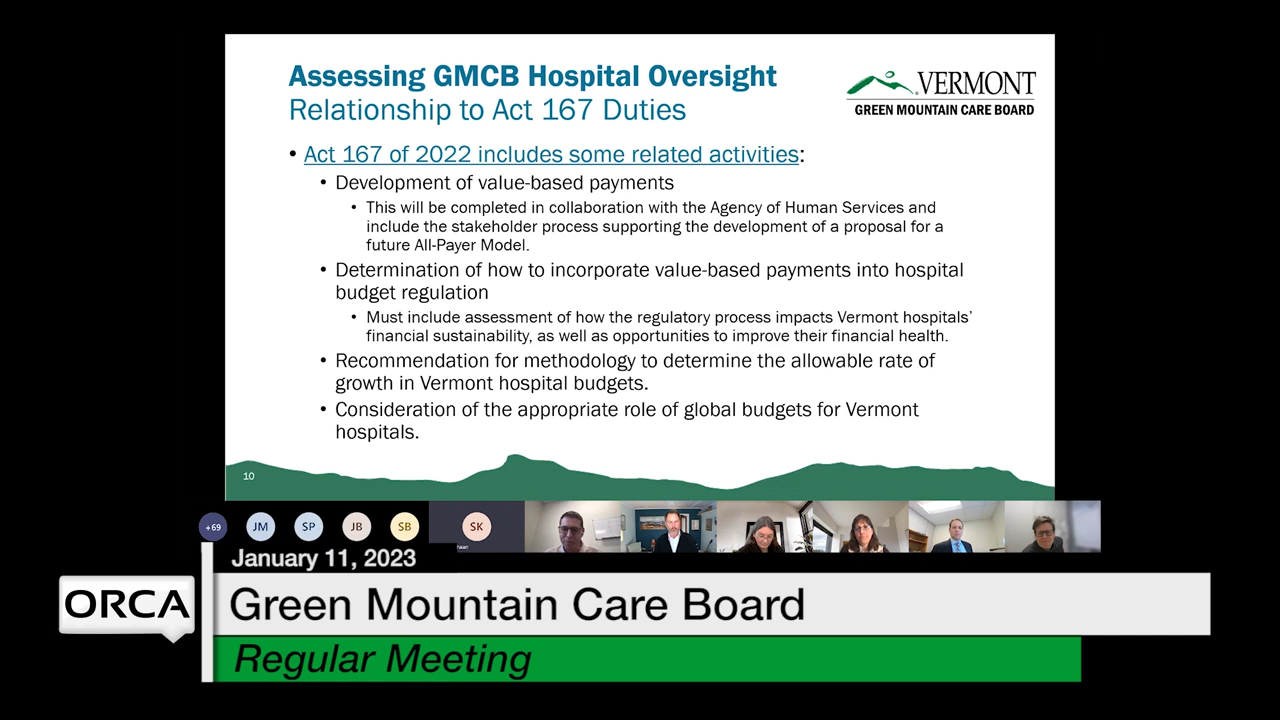 Assessing GMCB Hospital Oversight
Relationship to Act 167 Duties
VERMONT
GREEN MOUNTAIN CARE BOARD
• Act 167 of 2022 includes some related activities:
• Development of value-based payments
• This will be completed in collaboration with the Agency of Human Services and
include the stakeholder process supporting the development of a proposal for a
future All-Payer Model.
• Determination of how to incorporate value-based payments into hospital
budget regulation
• Must include assessment of how the regulatory process impacts Vermont hospitals'
financial sustainability, as well as opportunities to improve their financial health.
• Recommendation for methodology to determine the allowable rate of
growth in Vermont hospital budgets.
• Consideration of the appropriate role of global budgets for Vermont
hospitals.
10
+69 JM SP JB SB SK
January 11, 2023
ORCA
Green Mountain Care Board
Regular Meeting